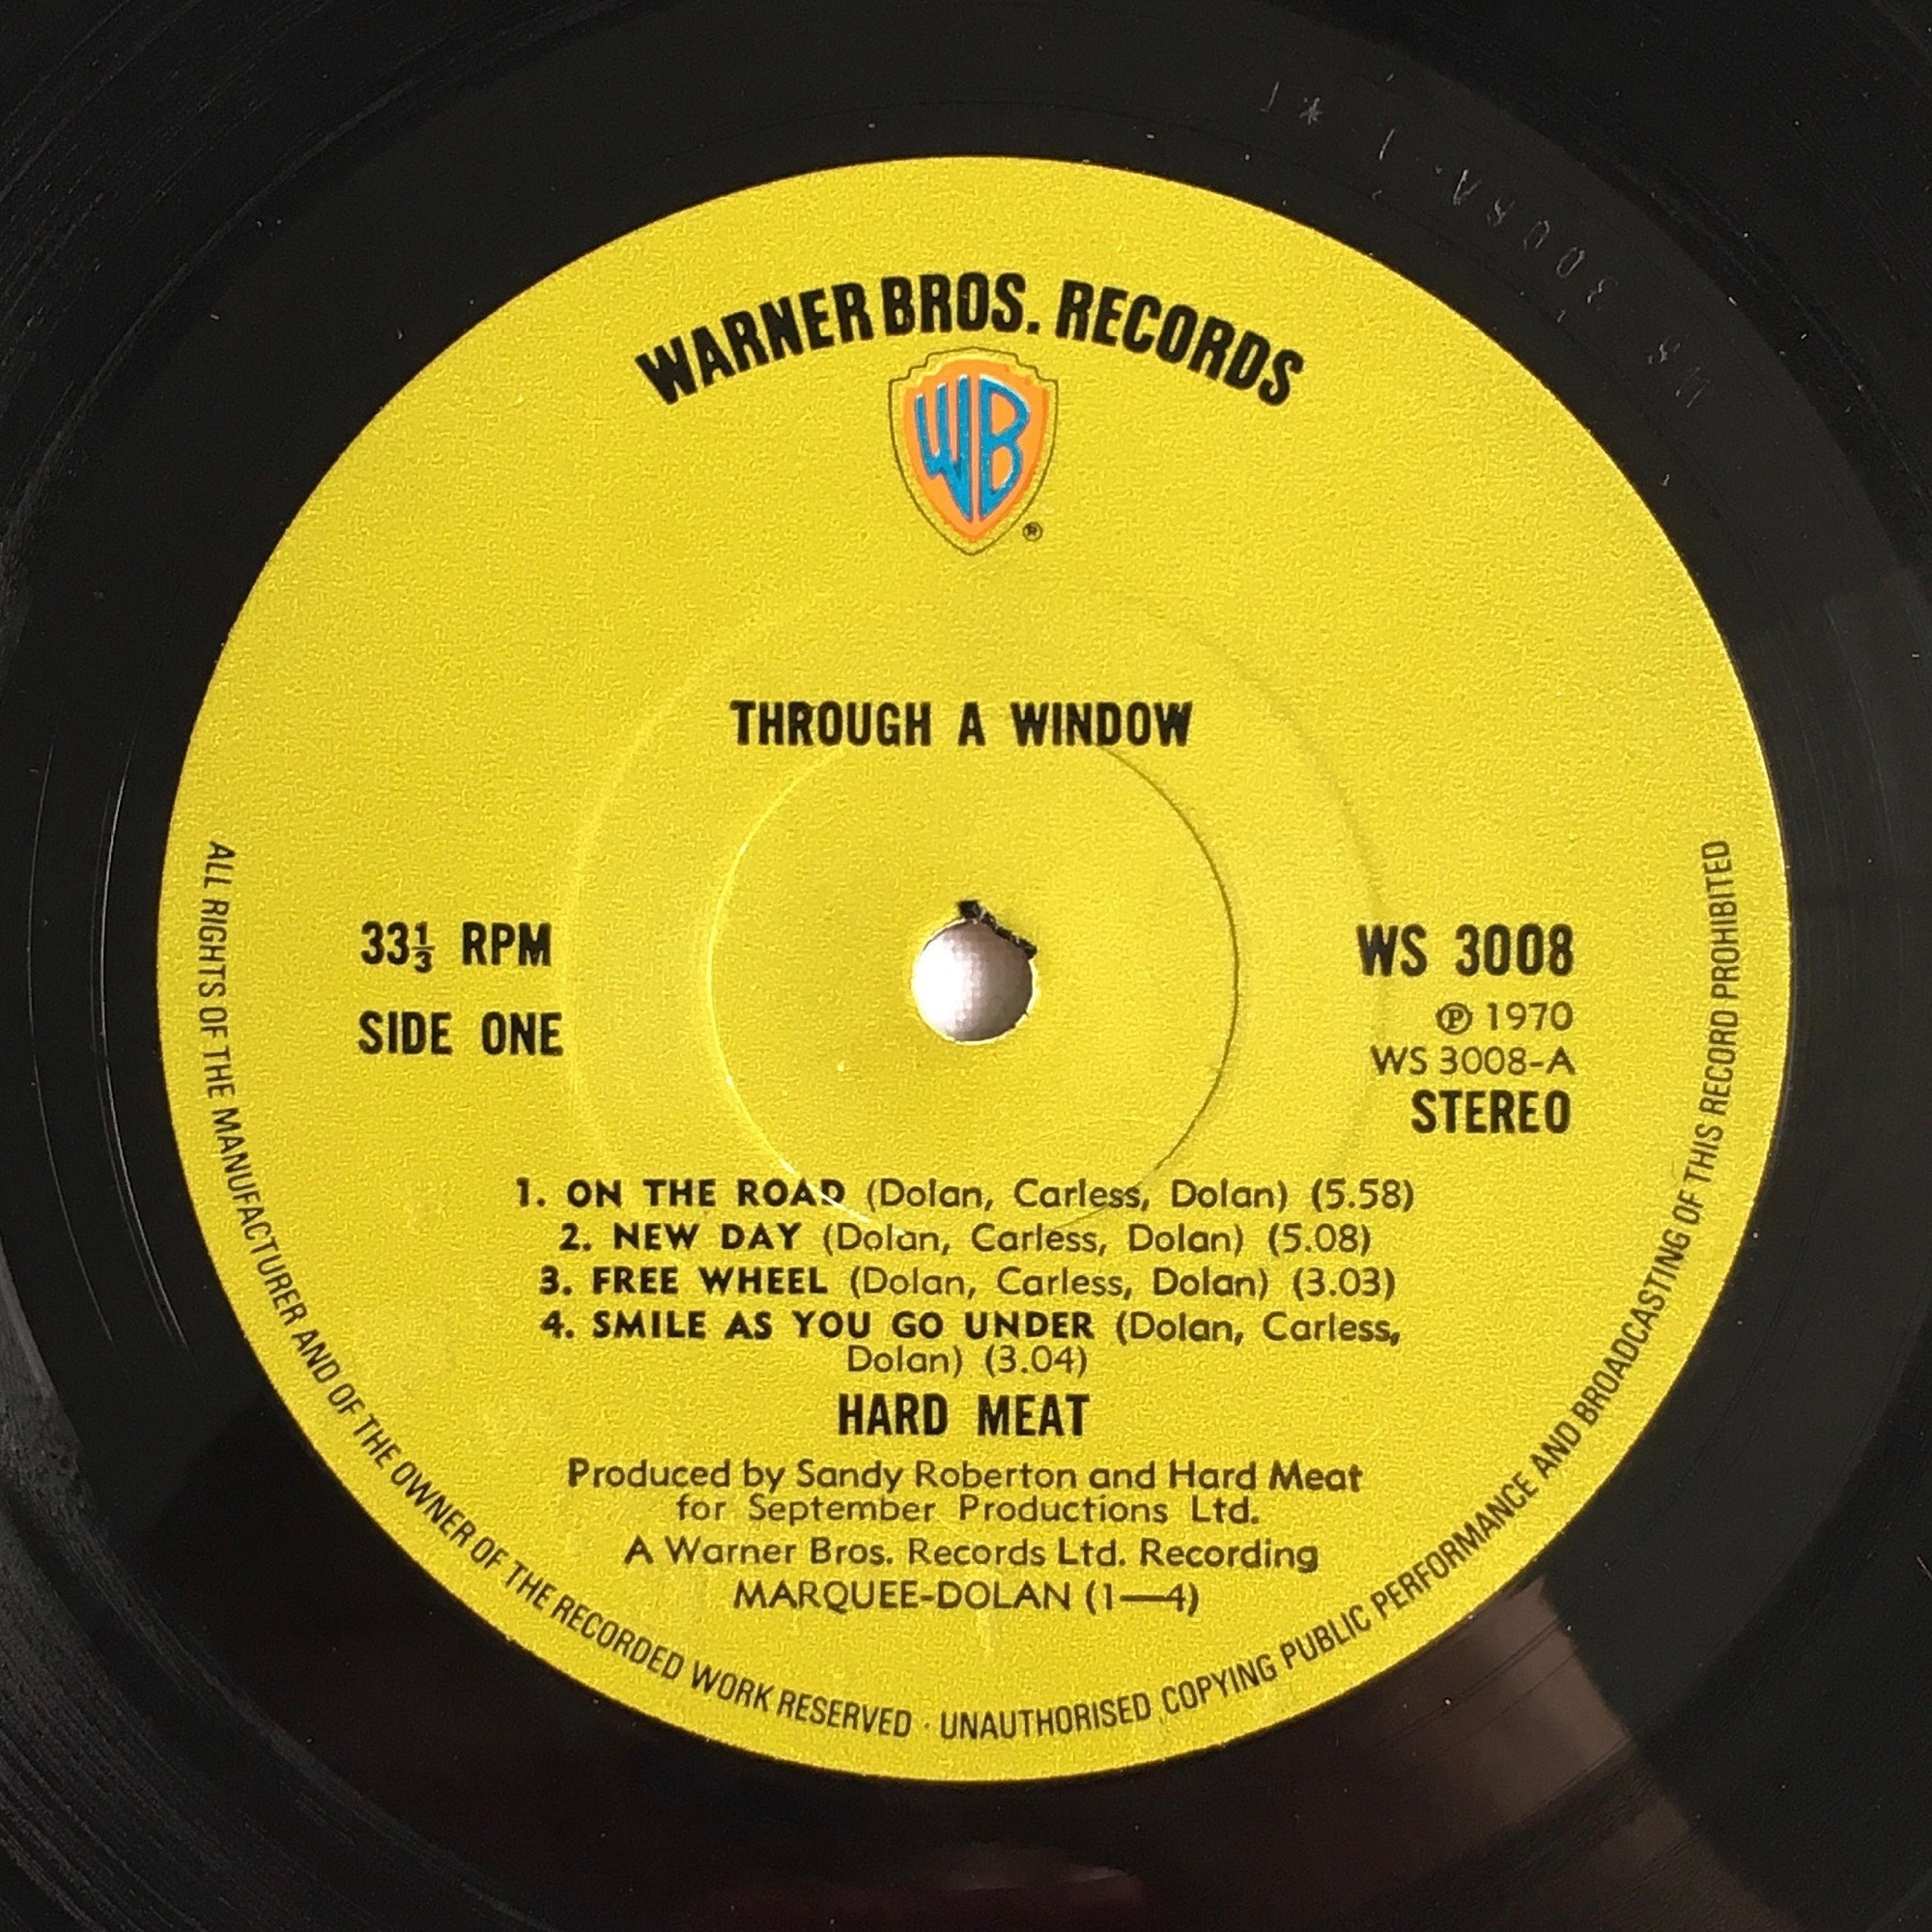 WARNER BROS. RECORDS
WB
®
THROUGH A WINDOW
33⅓ RPM
SIDE ONE
WS 3008
℗ 1970
WS 3008-A
STEREO
1. ON THE ROAD (Dolan, Carless, Dolan) (5.58)
2. NEW DAY (Dolan, Carless, Dolan) (5.08)
3. FREE WHEEL (Dolan, Carless, Dolan) (3.03)
4. SMILE AS YOU GO UNDER (Dolan, Carless,
Dolan) (3.04)
HARD MEAT
Produced by Sandy Roberton and Hard Meat
for September Productions Ltd.
A Warner Bros. Records Ltd. Recording
MARQUEE-DOLAN (1—4)
ALL RIGHTS OF THE MANUFACTURER AND OF THE OWNER OF THE RECORDED WORK RESERVED · UNAUTHORISED COPYING PUBLIC PERFORMANCE AND BROADCASTING OF THIS RECORD PROHIBITED